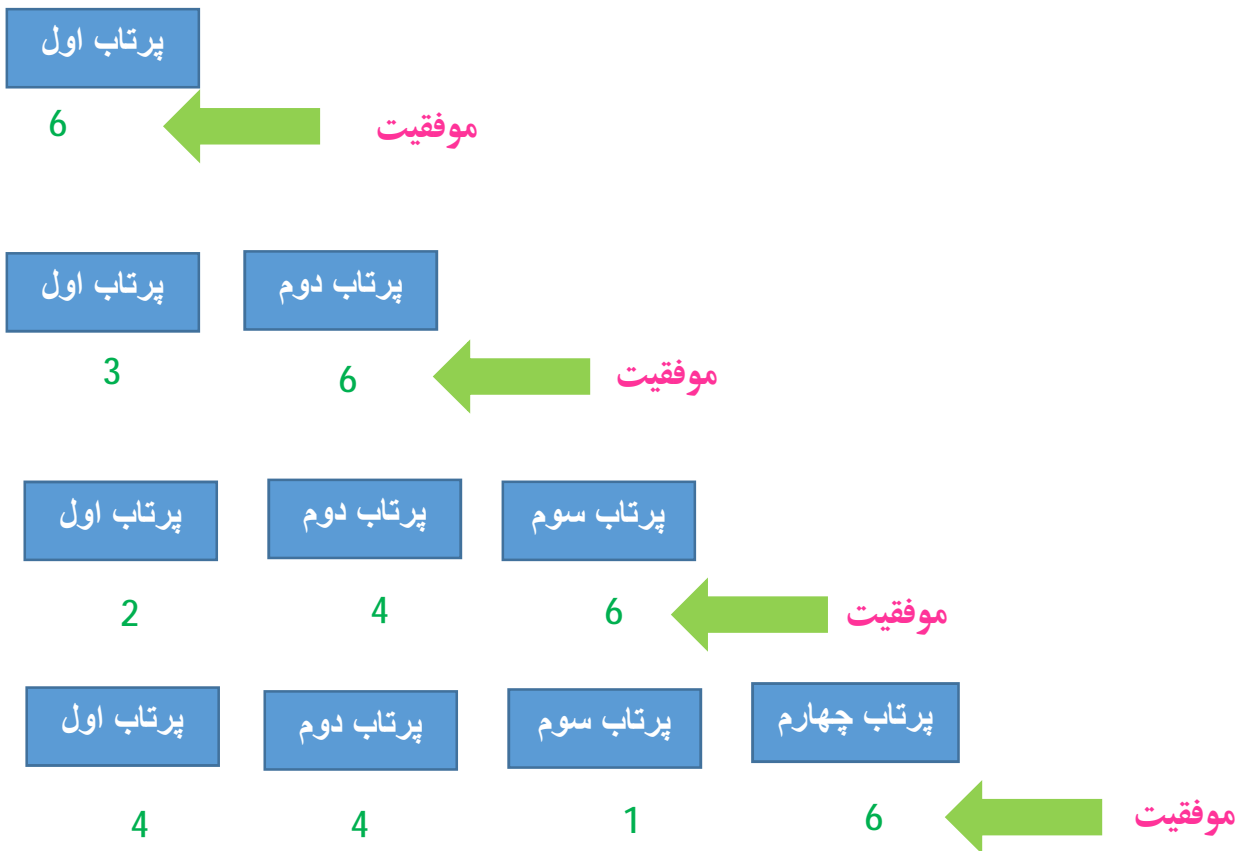 پرتاب اول
6 موفقیت
پرتاب اول پرتاب دوم
3 6 موفقیت
پرتاب اول پرتاب دوم پرتاب سوم
2 4 6 موفقیت
پرتاب اول پرتاب دوم پرتاب سوم پرتاب چهارم
4 4 1 6 موفقیت